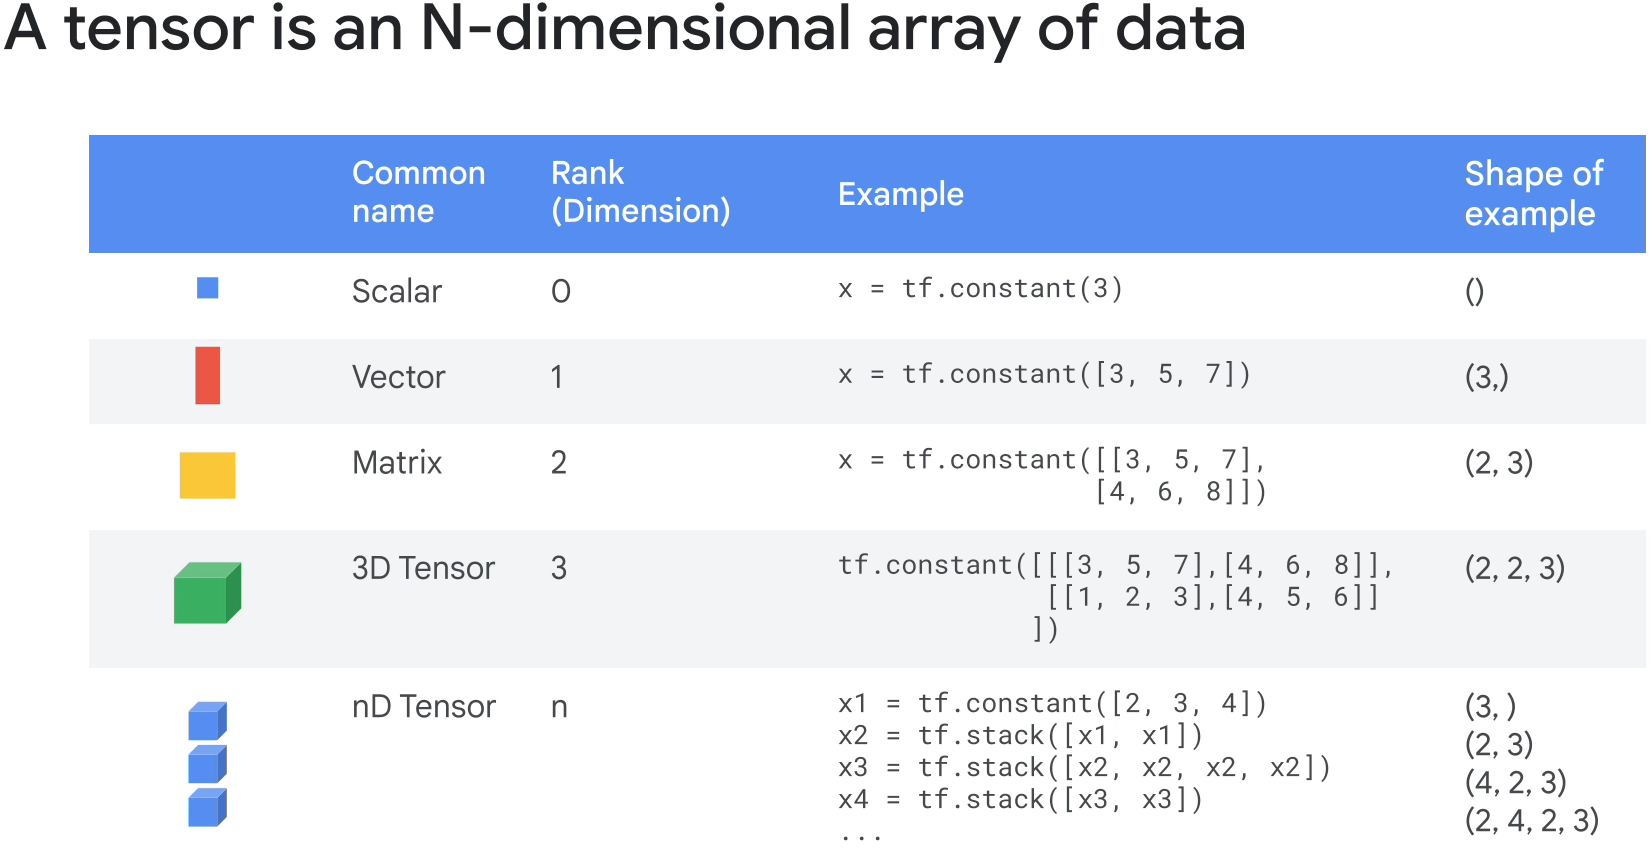 A tensor is an N-dimensional array of data
Common name
Rank (Dimension)
Example
Shape of example
Scalar
0
x = tf.constant(3)
()
Vector
1
x = tf.constant([3, 5, 7])
(3,)
Matrix
2
x = tf.constant([[3, 5, 7],
[4, 6, 8]])
(2, 3)
3D Tensor
3
tf.constant([[[3, 5, 7],[4, 6, 8]],
[[1, 2, 3],[4, 5, 6]]
])
(2, 2, 3)
nD Tensor
n
x1 = tf.constant([2, 3, 4])
x2 = tf.stack([x1, x1])
x3 = tf.stack([x2, x2, x2, x2])
x4 = tf.stack([x3, x3])
...
(3, )
(2, 3)
(4, 2, 3)
(2, 4, 2, 3)